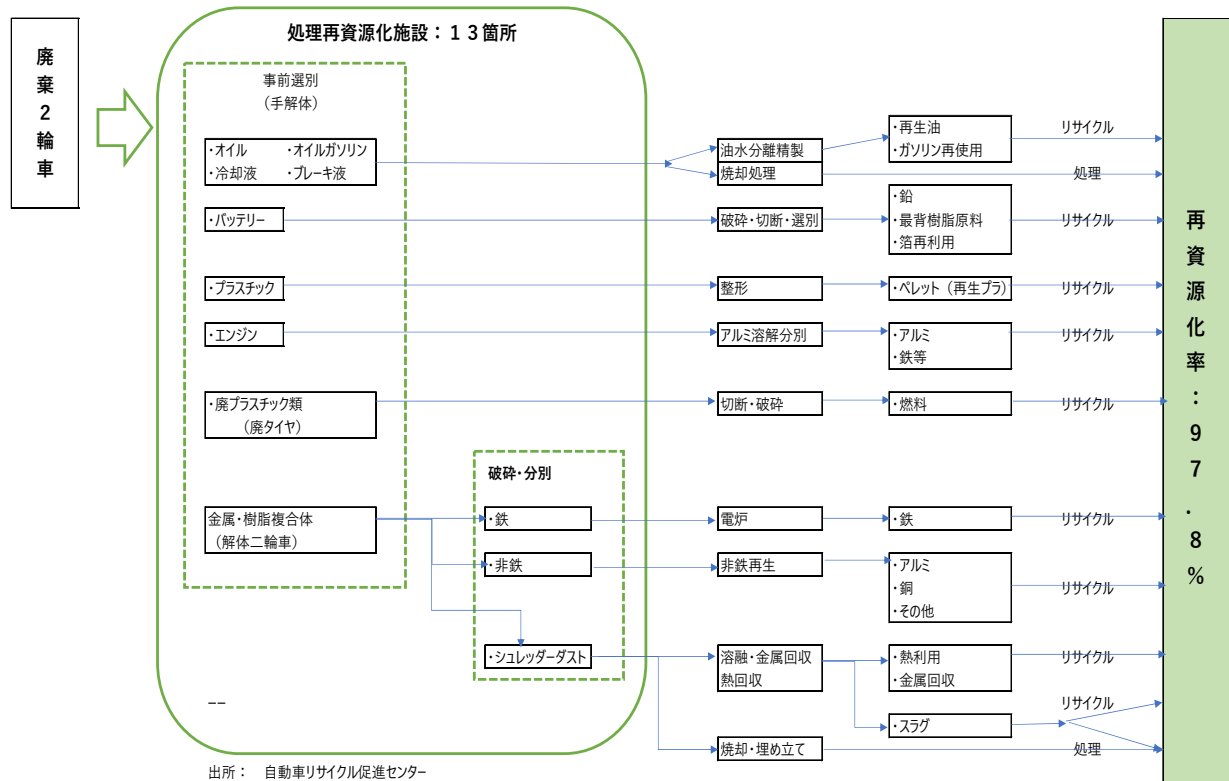 廃棄2輪車
処理再資源化施設：１３箇所
事前選別
（手解体）
・オイル　・オイルガソリン
・冷却液　・ブレーキ液
油水分離精製
焼却処理
・再生油
・ガソリン再使用
リサイクル
処理
・バッテリー
破砕・切断・選別
・鉛
・最背樹脂原料
・箔再利用
リサイクル
・プラスチック
整形
・ペレット（再生プラ）
リサイクル
・エンジン
アルミ溶解分別
・アルミ
・鉄等
リサイクル
・廃プラスチック類
（廃タイヤ）
切断・破砕
・燃料
リサイクル
破砕・分別
金属・樹脂複合体
（解体二輪車）
・鉄
電炉
・鉄
リサイクル
・非鉄
非鉄再生
・アルミ
・銅
・その他
リサイクル
・シュレッダーダスト
溶融・金属回収
熱回収
・熱利用
・金属回収
リサイクル
・スラグ
リサイクル
処理
焼却・埋め立て
--
出所：　自動車リサイクル促進センター
再資源化率：97.8%